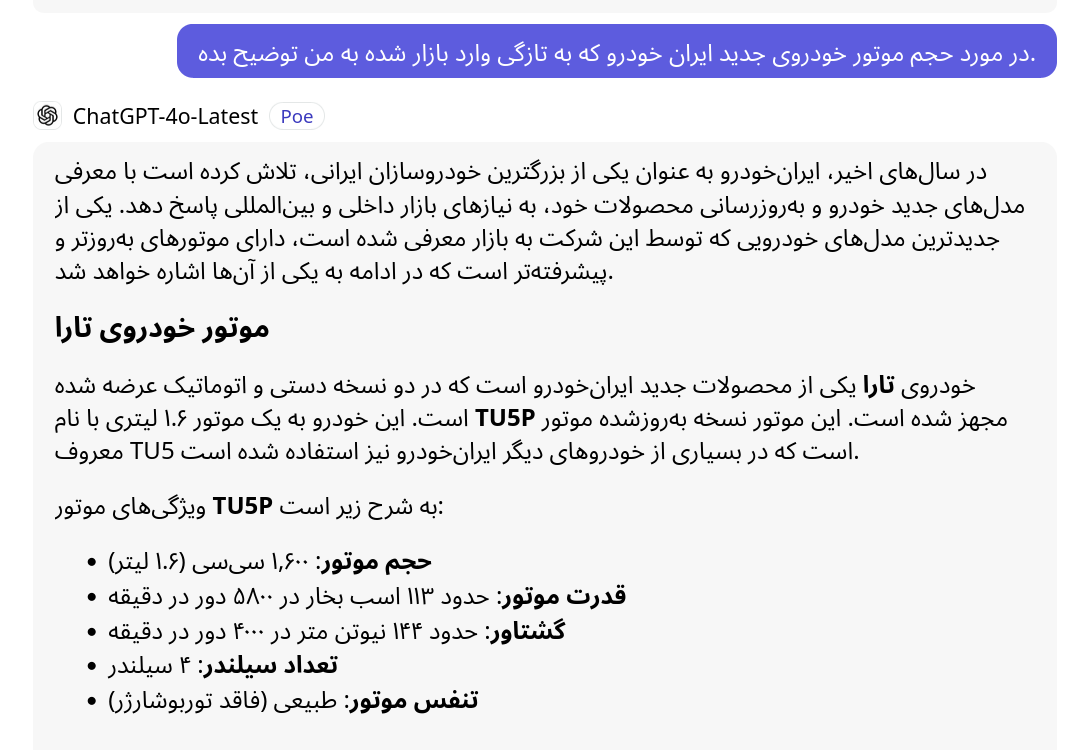 در مورد حجم موتور خودروی جدید ایران خودرو که به تازگی وارد بازار شده به من توضیح بده.
ChatGPT-4o-Latest Poe
در سال‌های اخیر، ایران‌خودرو به عنوان یکی از بزرگترین خودروسازان ایرانی، تلاش کرده است با معرفی
مدل‌های جدید خودرو و به‌روزرسانی محصولات خود، به نیازهای بازار داخلی و بین‌المللی پاسخ دهد. یکی از
جدیدترین مدل‌های خودرویی که توسط این شرکت به بازار معرفی شده است، دارای موتورهای به‌روزتر و
پیشرفته‌تر است که در ادامه به یکی از آن‌ها اشاره خواهد شد.
موتور خودروی تارا
خودروی تارا یکی از محصولات جدید ایران‌خودرو است که در دو نسخه دستی و اتوماتیک عرضه شده
است. این خودرو به یک موتور ۱.۶ لیتری با نام TU5P مجهز شده است. این موتور نسخه به‌روزشده موتور
معروف TU5 است که در بسیاری از خودروهای دیگر ایران‌خودرو نیز استفاده شده است.
ویژگی‌های موتور TU5P به شرح زیر است:
• حجم موتور: ۱,۶۰۰ سی‌سی (۱.۶ لیتر)
• قدرت موتور: حدود ۱۱۳ اسب بخار در ۵۸۰۰ دور در دقیقه
• گشتاور: حدود ۱۴۴ نیوتن متر در ۴۰۰۰ دور در دقیقه
• تعداد سیلندر: ۴ سیلندر
• تنفس موتور: طبیعی (فاقد توربوشارژر)